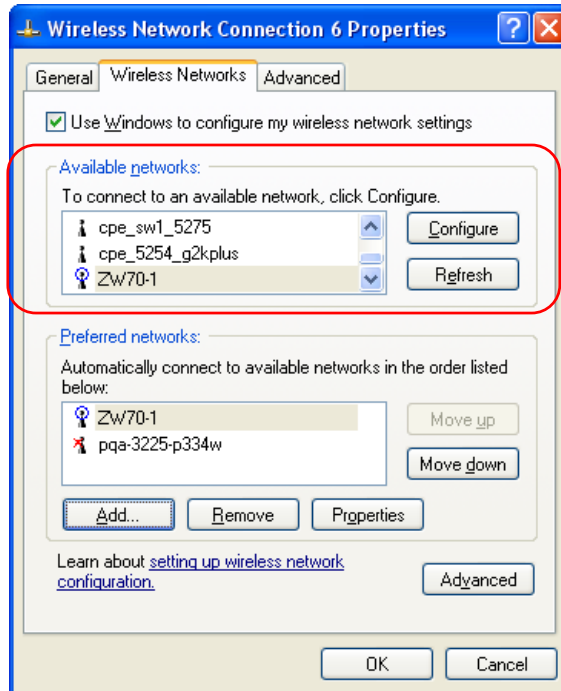 Wireless Network Connection 6 Properties
General Wireless Networks Advanced
Use Windows to configure my wireless network settings
Available networks:
To connect to an available network, click Configure.
cpe_sw1_5275
cpe_5254_g2kplus
ZW70-1
Configure
Refresh
Preferred networks:
Automatically connect to available networks in the order listed
below:
ZW70-1
pqa-3225-p334w
Move up
Move down
Add... Remove Properties
Learn about setting up wireless network
configuration.
Advanced
OK Cancel